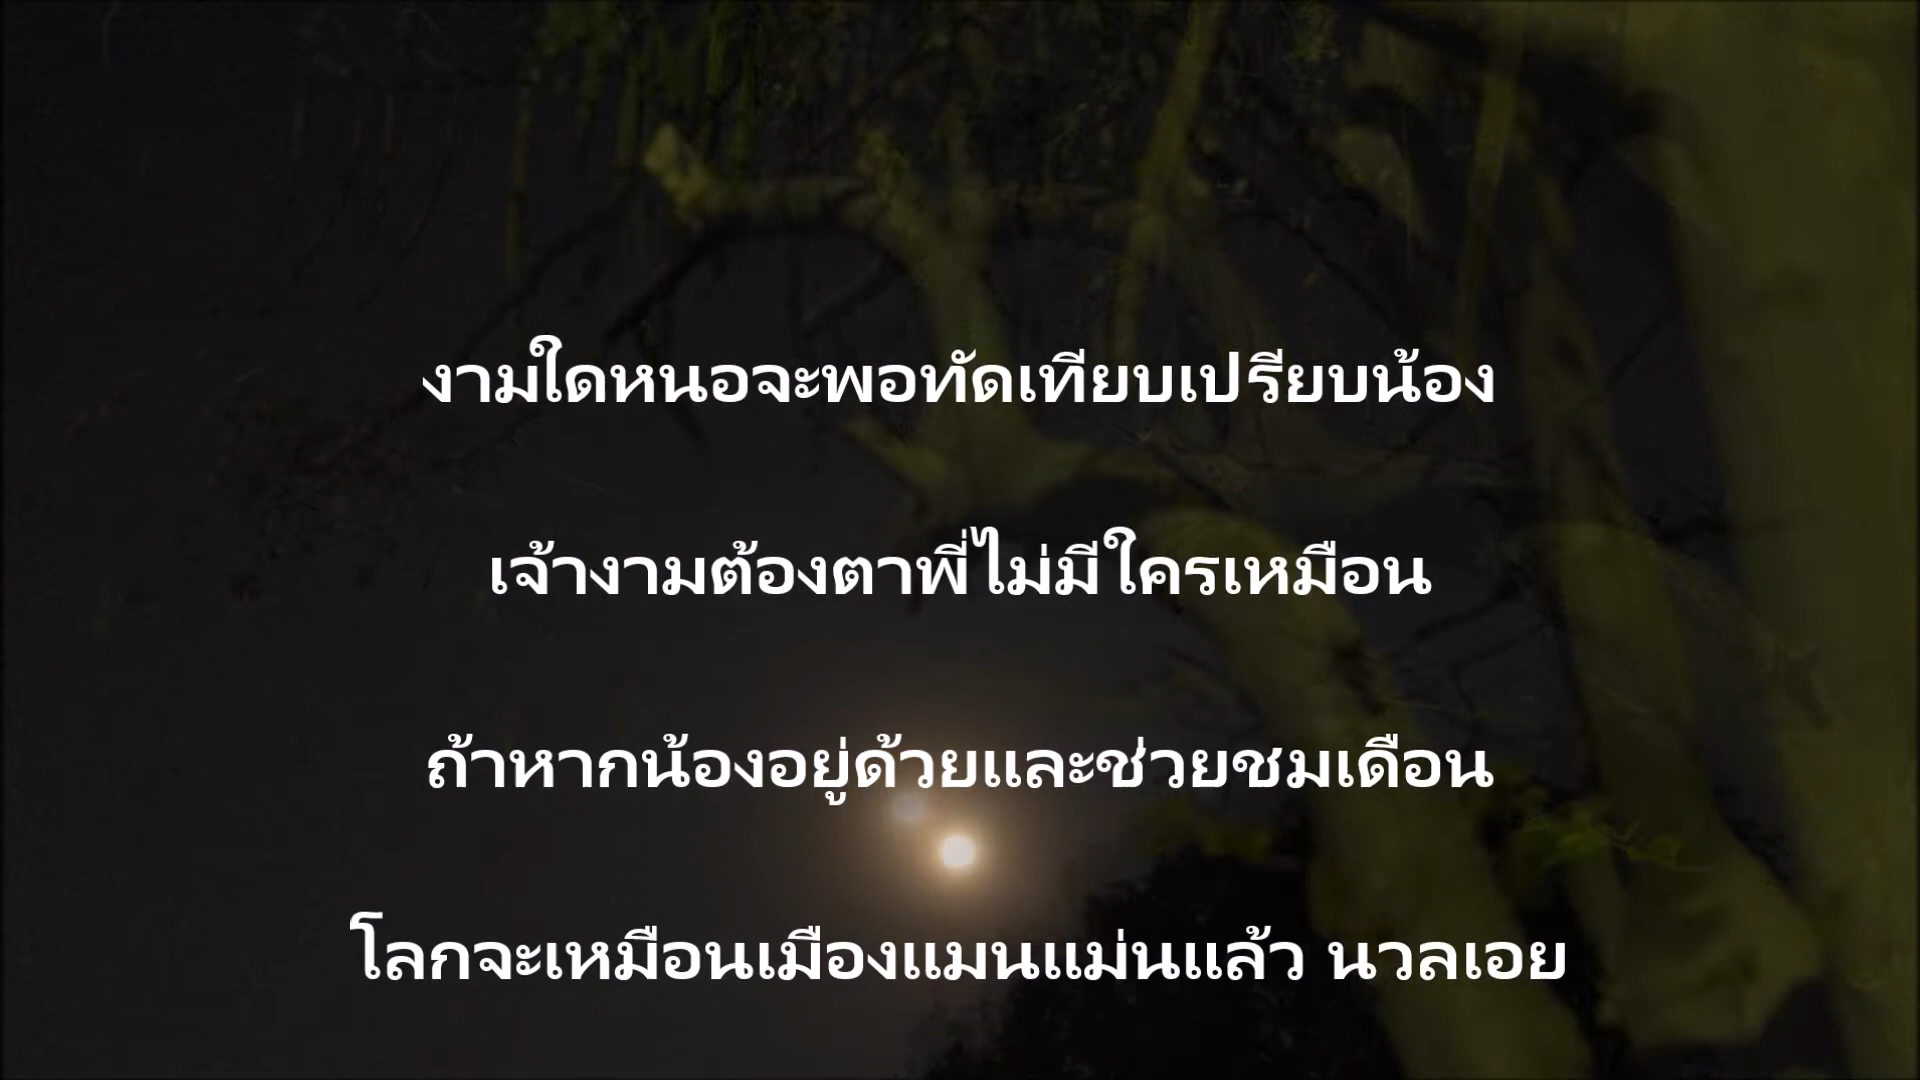 งามใดหนอจะพอทัดเทียบเปรียบน้อง
เจ้างามต้องตาพี่ไม่มีใครเหมือน
ถ้าหากน้องอยู่ด้วยและช่วยชมเดือน
โลกจะเหมือนเมืองแมนแม่นแล้ว นวลเอย